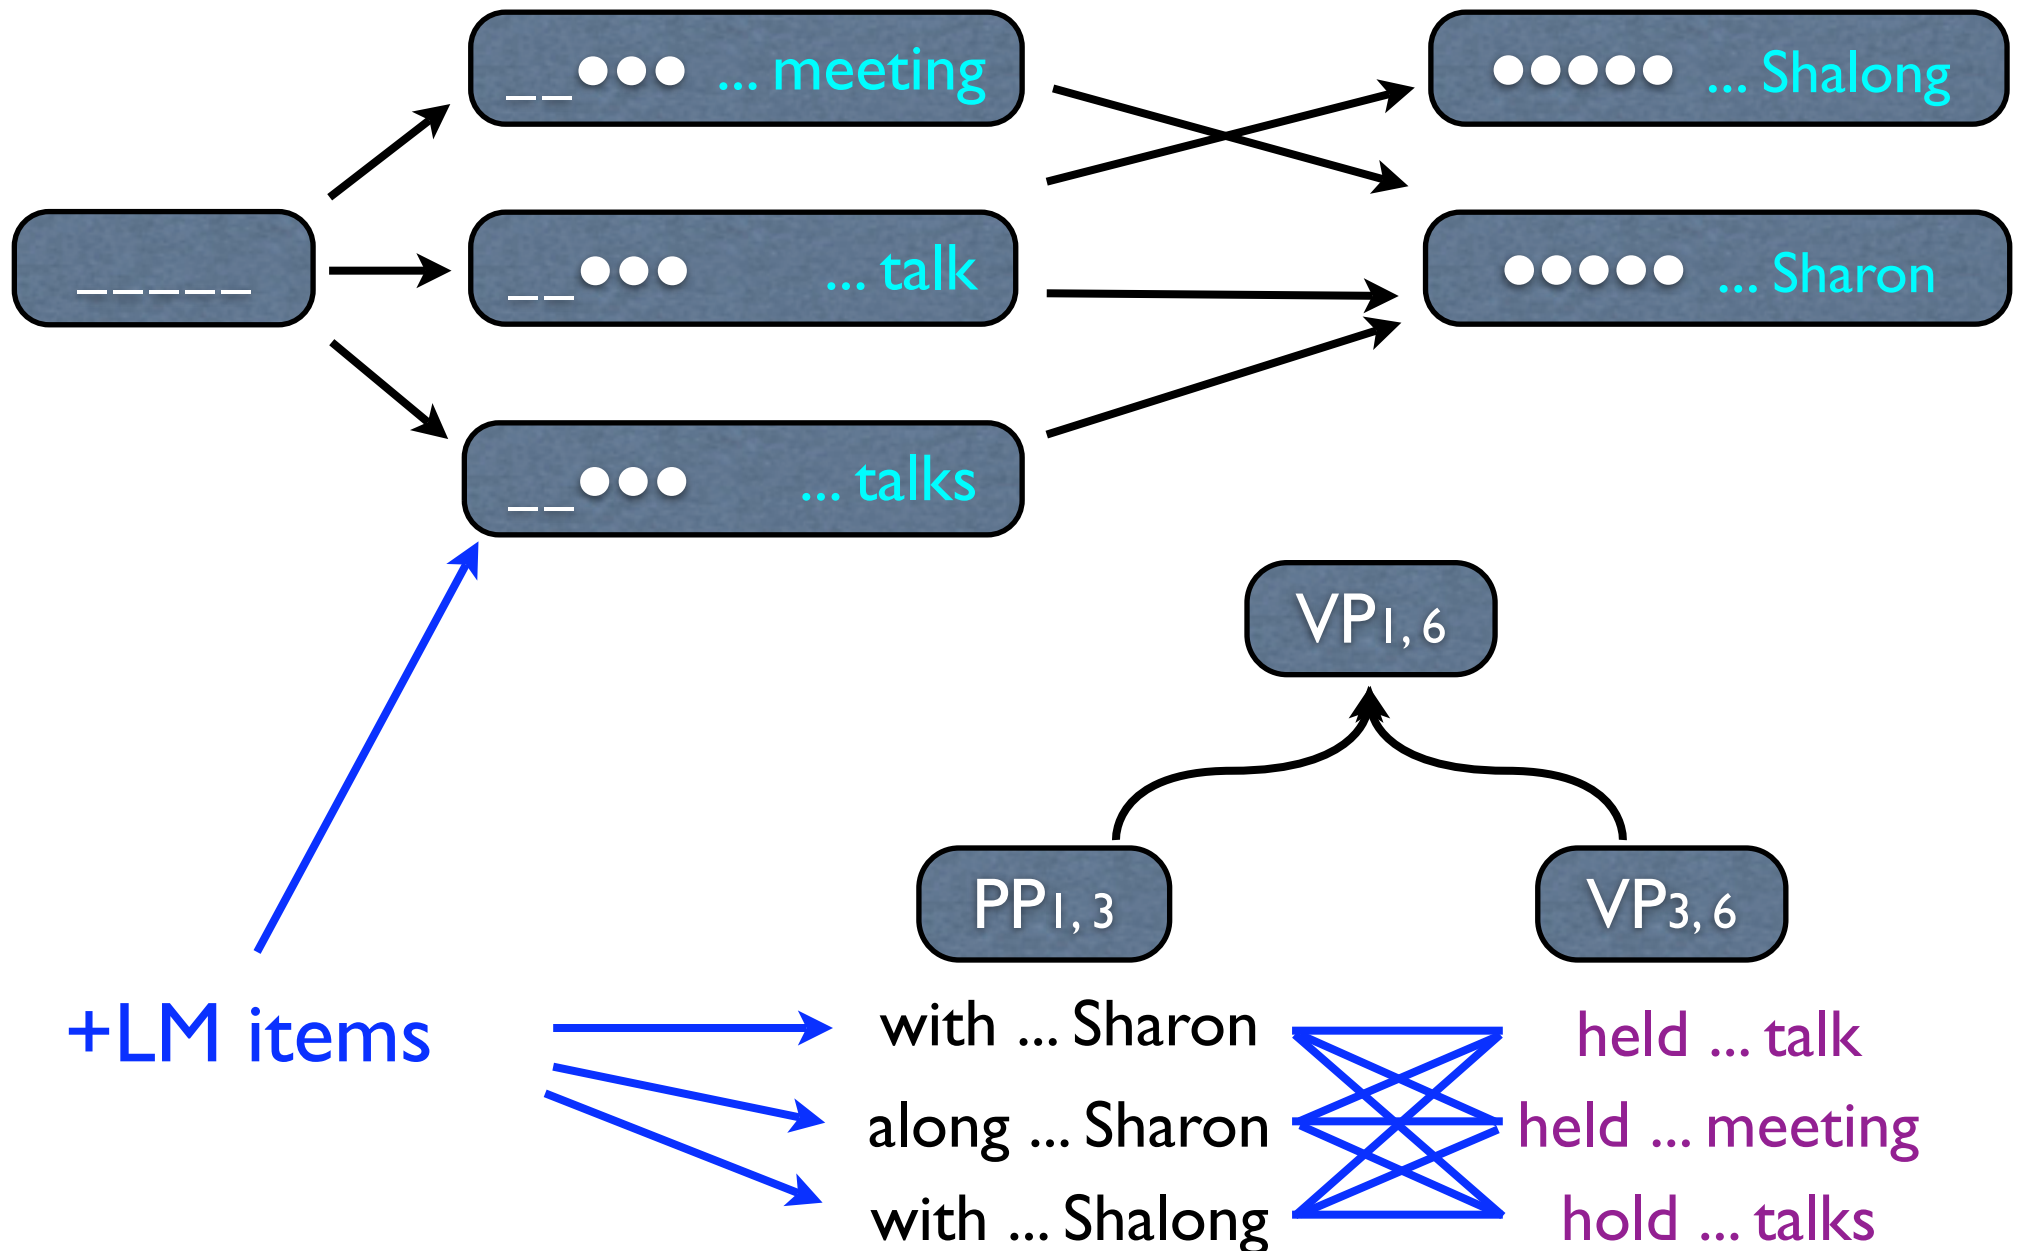 _ _ ●●● ... meeting
●●●●● ... Shalong
_ _ _ _ _
_ _ ●●● ... talk
●●●●● ... Sharon
_ _ ●●● ... talks
VP1, 6
PP1, 3
VP3, 6
+LM items
with ... Sharon
held ... talk
along ... Sharon
held ... meeting
with ... Shalong
hold ... talks